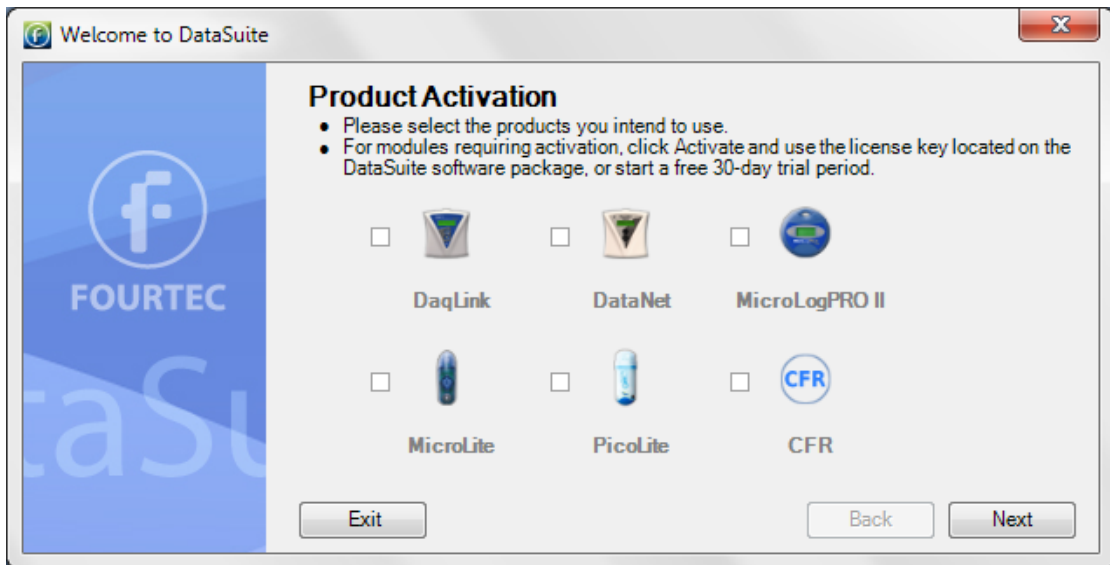 Welcome to DataSuite
Product Activation
• Please select the products you intend to use.
• For modules requiring activation, click Activate and use the license key located on the
DataSuite software package, or start a free 30-day trial period.
f
FOURTEC
taSu
DaqLink DataNet MicroLogPRO II
CFR
MicroLite PicoLite CFR
Exit Back Next